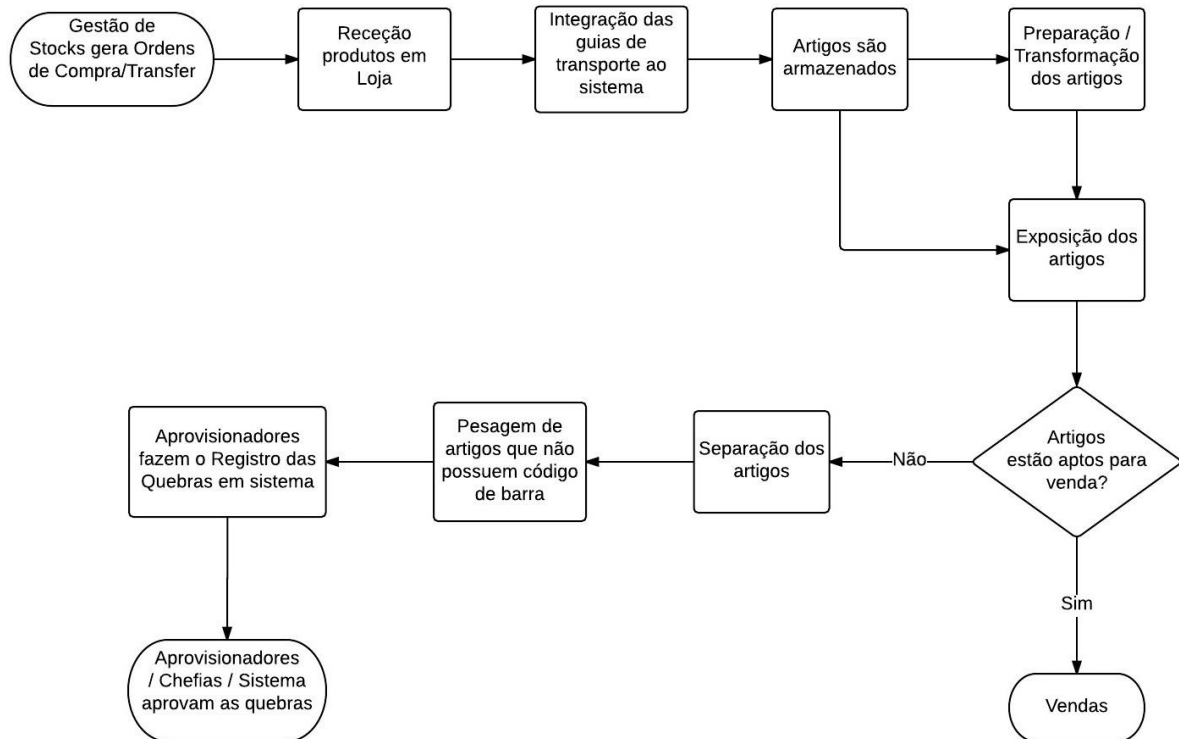 Gestão de
Stocks gera Ordens
de Compra/Transfer
Receção
produtos em
Loja
Integração das
guias de
transporte ao
sistema
Artigos são
armazenados
Preparação /
Transformação
dos artigos
Exposição dos
artigos
Artigos
estão aptos para
venda?
Não
Separação dos
artigos
Pesagem de
artigos que não
possuem código
de barra
Aprovisionadores
fazem o Registro das
Quebras em sistema
Aprovisionadores
/ Chefias / Sistema
aprovam as quebras
Sim
Vendas